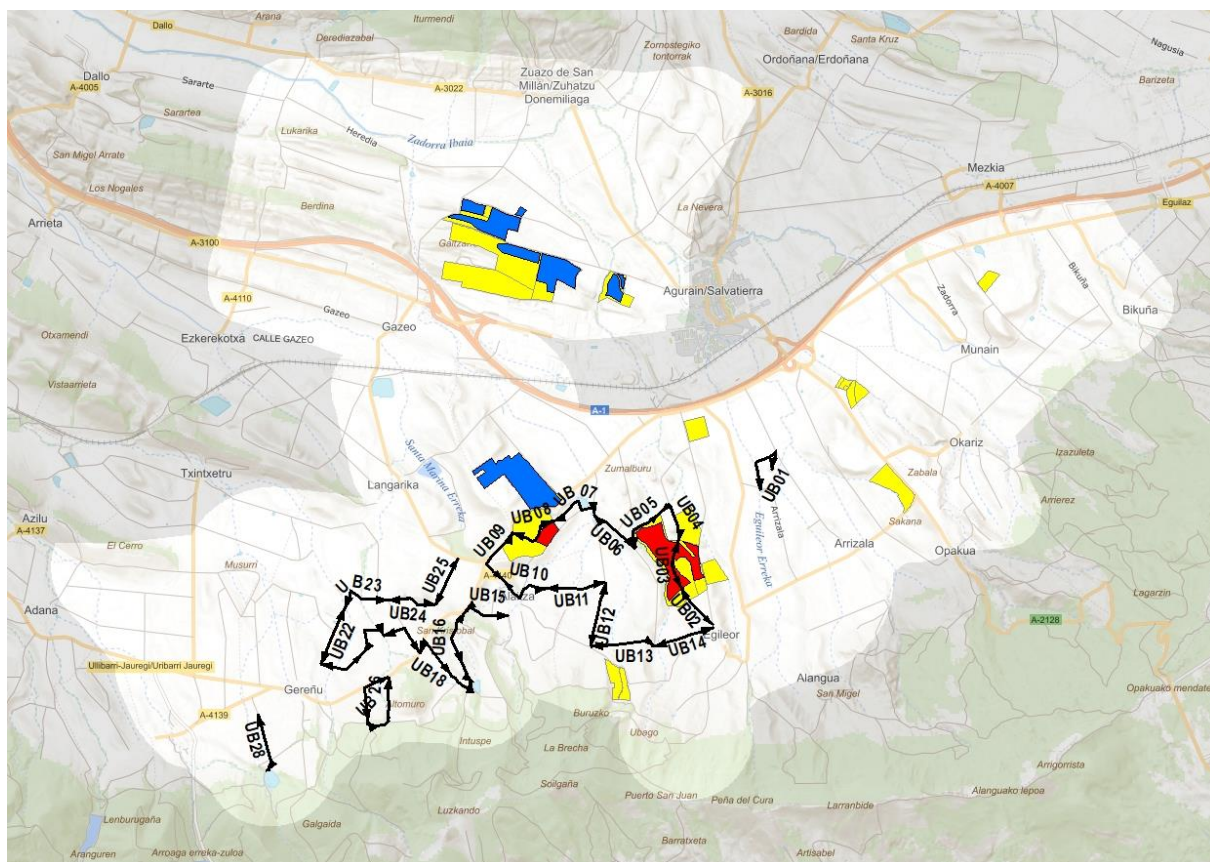 Dallo
Arana
Iturmendi
Bardida
Santa Kruz
Nagusia
Derediazabal
Zornostegiko
tontorrak
Ordoñana/Erdoñana
Dallo
A-4005
Sararte
Zuazo de San
Millán/Zuhatzu
Donemiliaga
A-3022
A-3016
Barizeta
Sarartea
Lukarika
Heredia
Zadorra Ibaia
San Migel Arrate
Los Nogales
Berdina
La Nevera
Mezkia
A-4007
Eguilaz
Arrieta
A-3100
A-4110
Gazeo
Agurain/Salvatierra
Zadorra
Bikuña
Bikuña
Otxamendi
Ezkerekotxa
CALLE GAZEO
Gazeo
Munain
Vistaarrieta
A-1
Okariz
Izazuleta
Santa Marina Erreka
Zumalburu
Zabala
Txintxetru
Langarika
Arrierez
Sakana
Azilu
A-4137
UB01
Arrizala
UB 07
UB05
UB04
UB08
UB09
UB06
Egileor Erreka
El Cerro
Arrizala
Opakua
Musurri
UB25
UB10
UB03
UB 23
UB15
UB11
UB02
Lagarzin
Adana
UB24
UB16
UB12
UB22
UB18
UB13
UB14
Egileor
A-2128
Ullibarri-Jauregi/Uribarri Jauregi
Alangua
San Migel
Gereñu
UB26
Altomuro
Opakuako mendatea
A-4139
Buruzko
UB28
Intuspe
La Brecha
Ubago
Soilgaña
Arrigorrista
Puerto San Juan
Peña del Cura
Larranbide
Alanguako lepoa
Lenburugaña
Galgaida
Luzkando
Aranguren
Arroaga erreka-zuloa
Barratxeta
Artisabel